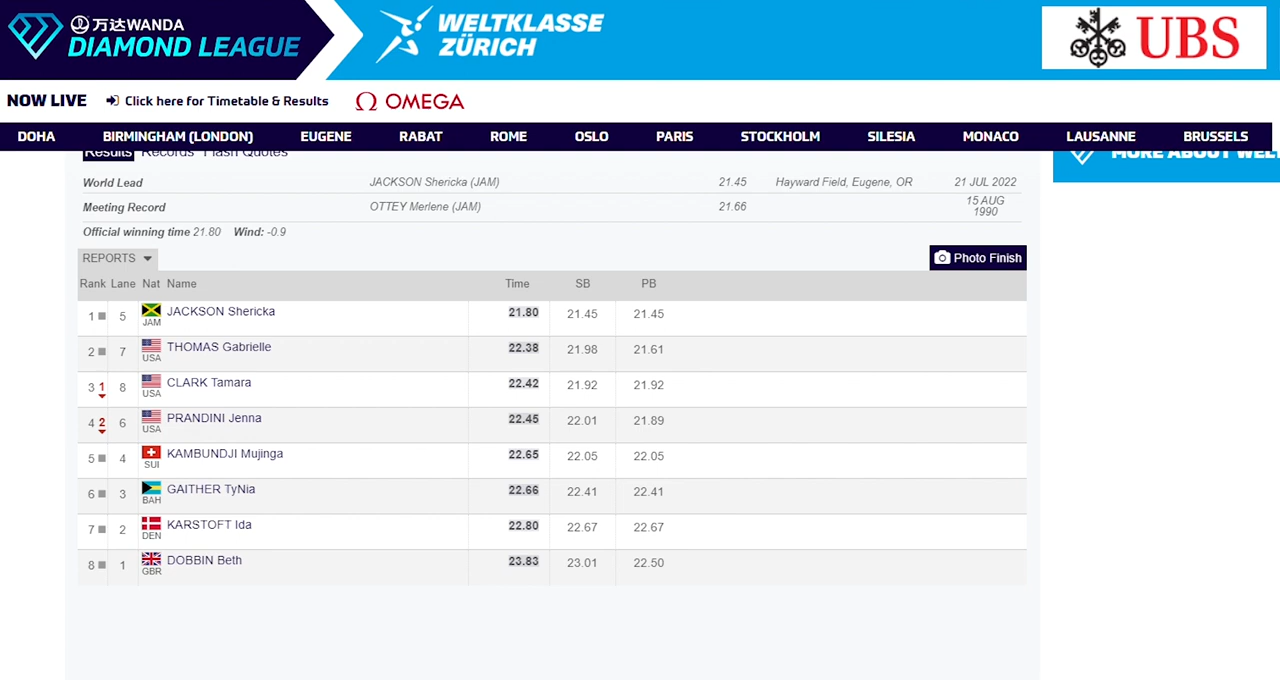 万达WANDA
DIAMOND LEAGUE
WELTKLASSE
ZÜRICH
UBS
NOW LIVE Click here for Timetable & Results Ω OMEGA
DOHA BIRMINGHAM (LONDON) EUGENE RABAT ROME OSLO PARIS STOCKHOLM SILESIA MONACO LAUSANNE BRUSSELS
Results Records Flash Quotes
MORE ABOUT WELT
World Lead JACKSON Shericka (JAM) 21.45 Hayward Field, Eugene, OR 21 JUL 2022
Meeting Record OTTEY Merlene (JAM) 21.66 15 AUG
1990
Official winning time 21.80 Wind: -0.9
REPORTS Photo Finish
Rank Lane Nat Name Time SB PB
1 5 JAM JACKSON Shericka 21.80 21.45 21.45
2 7 USA THOMAS Gabrielle 22.38 21.98 21.61
3 1 8 USA CLARK Tamara 22.42 21.92 21.92
4 2 6 USA PRANDINI Jenna 22.45 22.01 21.89
5 4 SUI KAMBUNDJI Mujinga 22.65 22.05 22.05
6 3 BAH GAITHER TyNia 22.66 22.41 22.41
7 2 DEN KARSTOFT Ida 22.80 22.67 22.67
8 1 GBR DOBBIN Beth 23.83 23.01 22.50